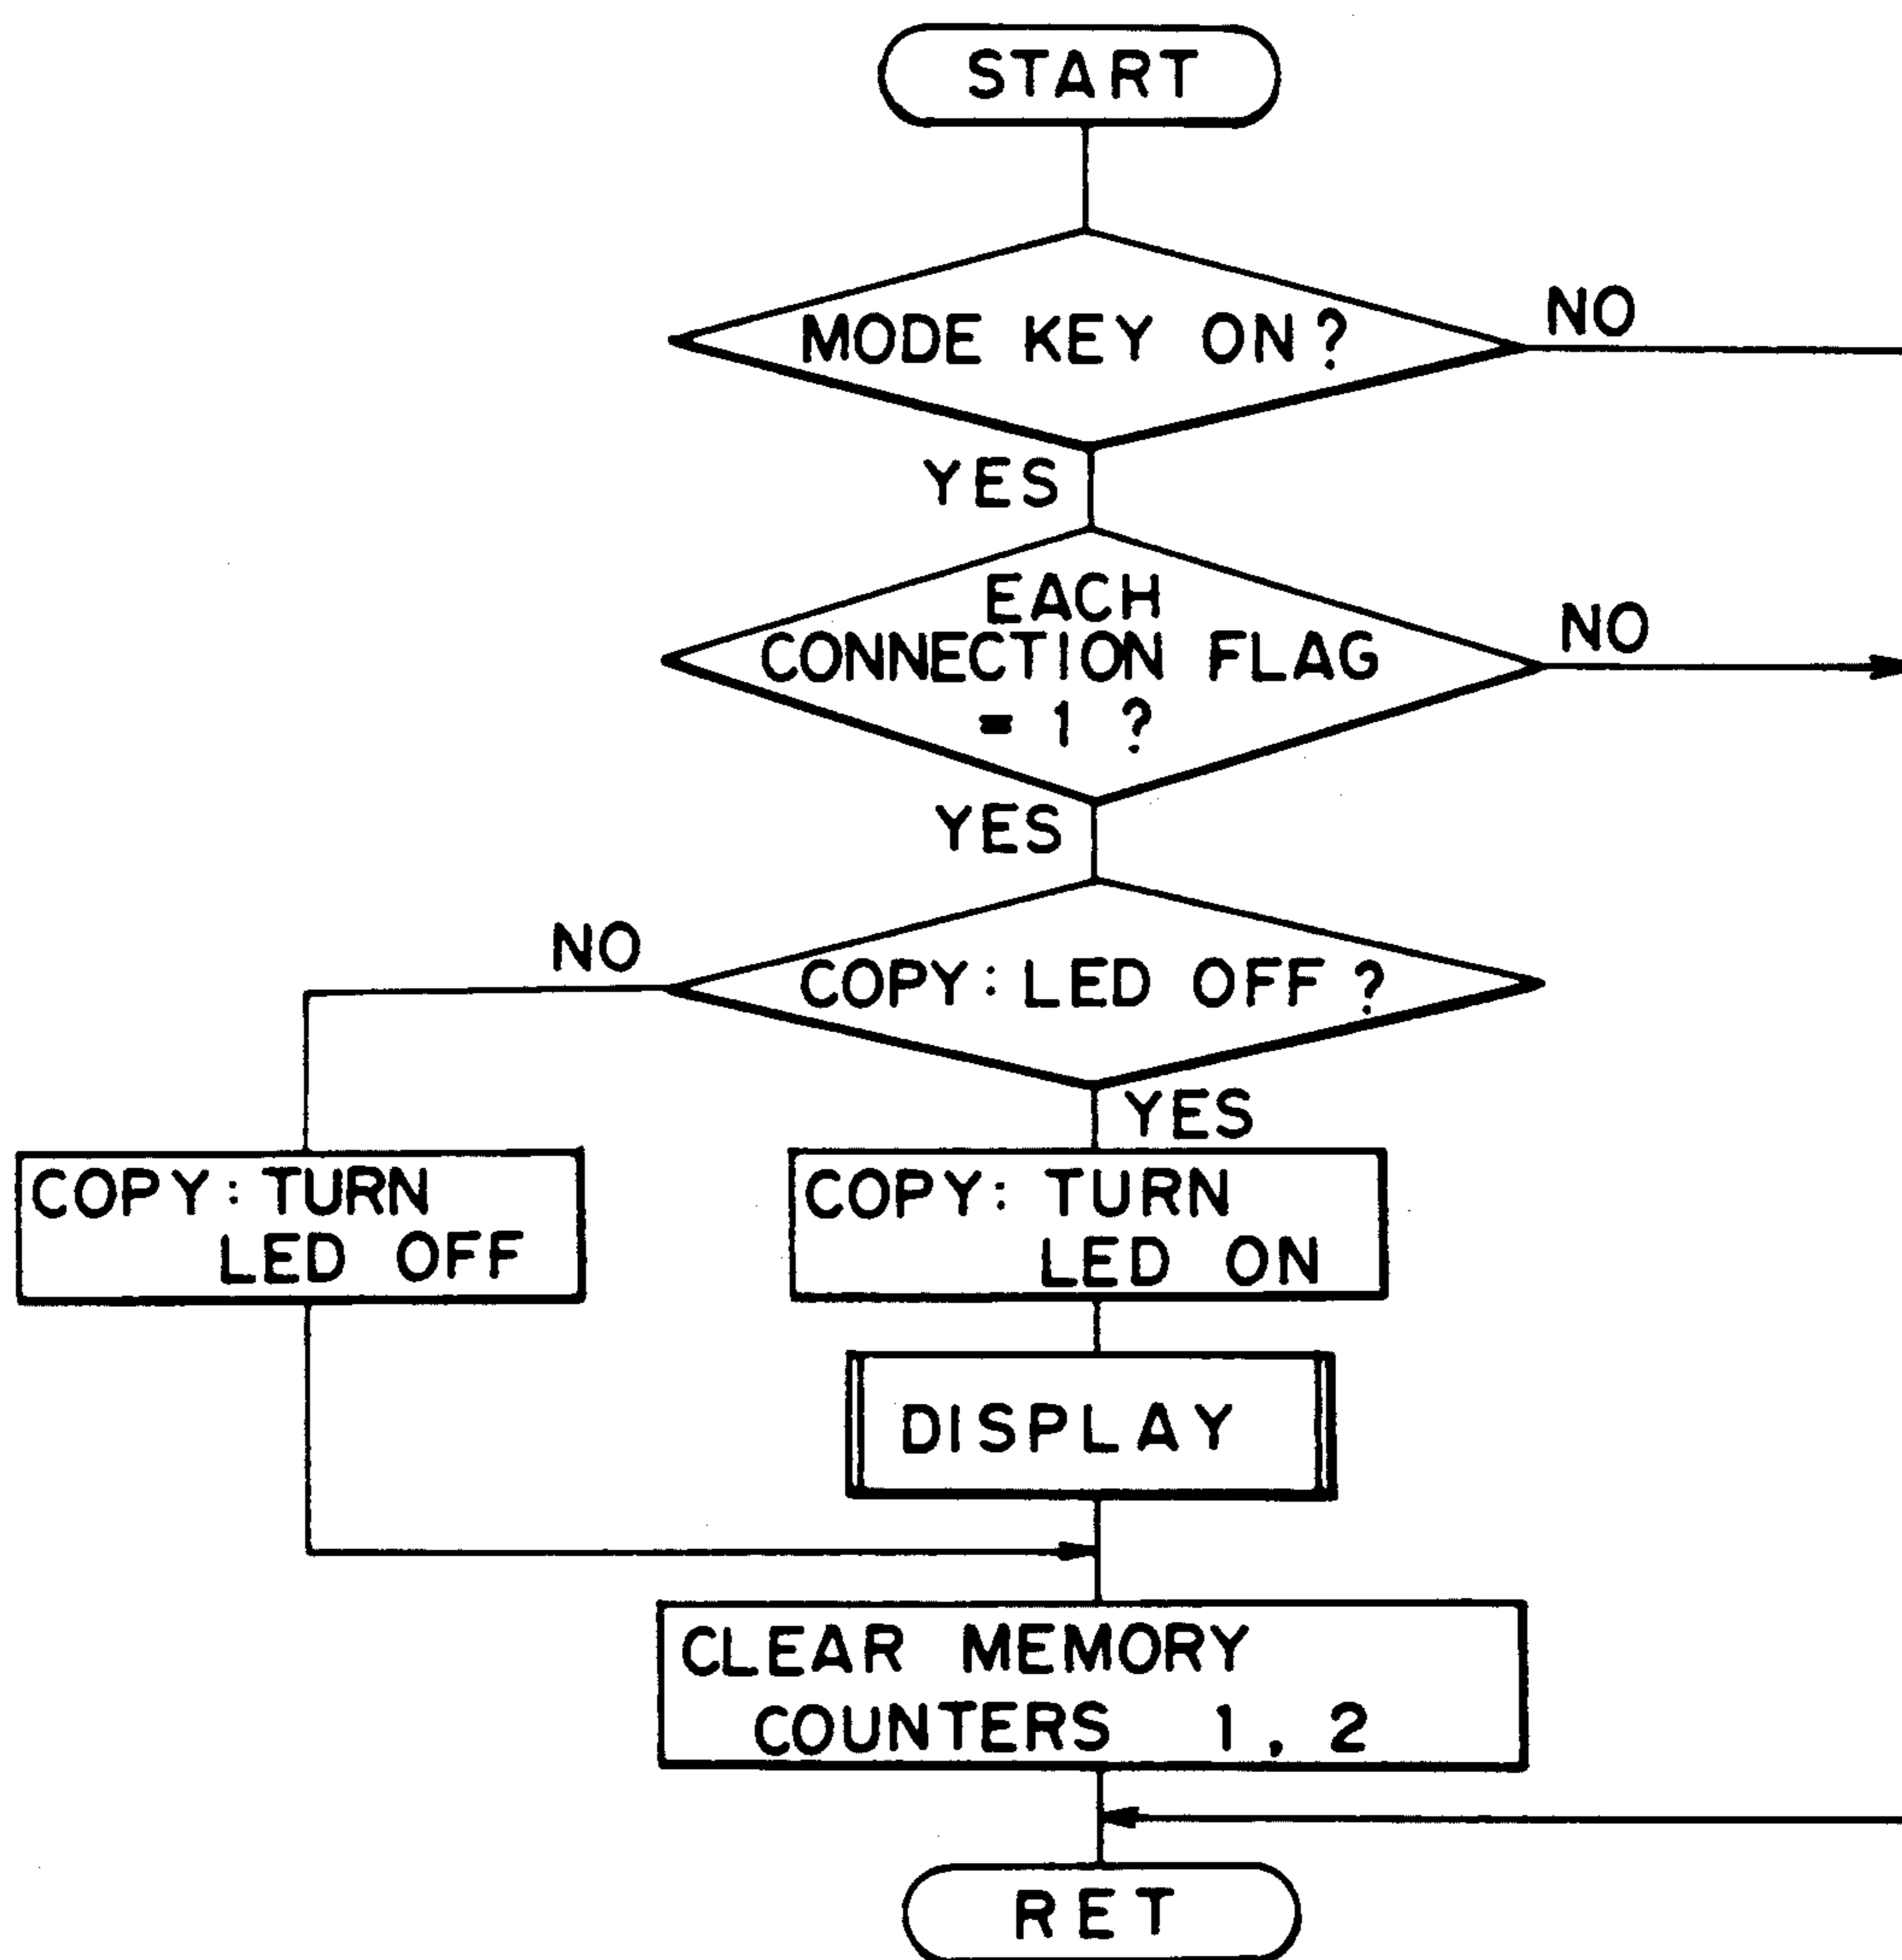 START
MODE KEY ON?
NO
YES
EACH
CONNECTION FLAG
= 1 ?
NO
YES
COPY: LED OFF ?
NO
YES
COPY: TURN
LED OFF
COPY: TURN
LED ON
DISPLAY
CLEAR MEMORY
COUNTERS 1, 2
RET